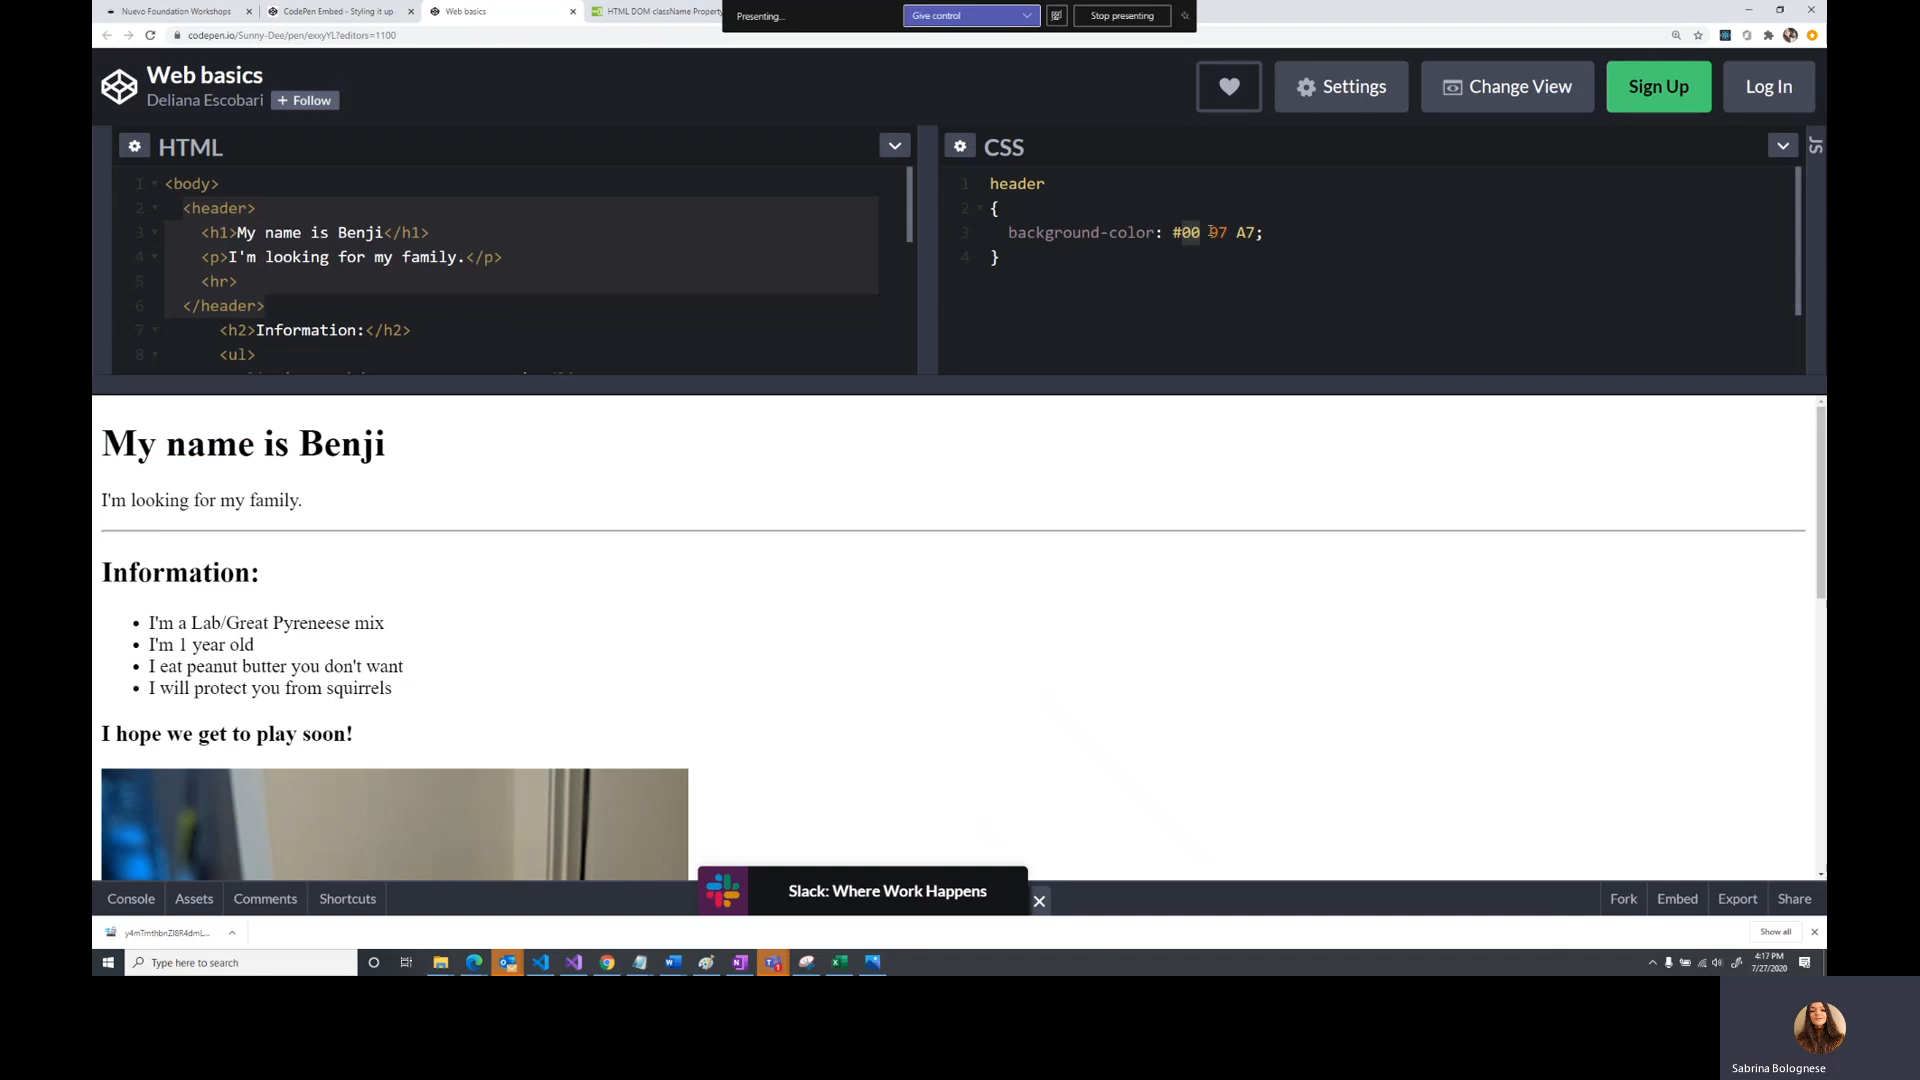 Nuevo Foundation Workshops
CodePen Embed - Styling it up
Web basics
HTML DOM className Property
Presenting...
Give control
Stop presenting
codepen.io/Sunny-Dee/pen/exxyYL?editors=1100
Web basics
Deliana Escobari
+ Follow
Settings
Change View
Sign Up
Log In
HTML
CSS
JS
1 <body>
2 <header>
3 <h1>My name is Benji</h1>
4 <p>I'm looking for my family.</p>
5 <hr>
6 </header>
7 <h2>Information:</h2>
8 <ul>
1 header
2 {
3 background-color: #00 97 A7;
4 }
My name is Benji
I'm looking for my family.
Information:
• I'm a Lab/Great Pyreneese mix
• I'm 1 year old
• I eat peanut butter you don't want
• I will protect you from squirrels
I hope we get to play soon!
Slack: Where Work Happens
Console
Assets
Comments
Shortcuts
Fork
Embed
Export
Share
y4mTmthbnZl8R4dmL...
Show all
Type here to search
4:17 PM
7/27/2020
Sabrina Bolognese